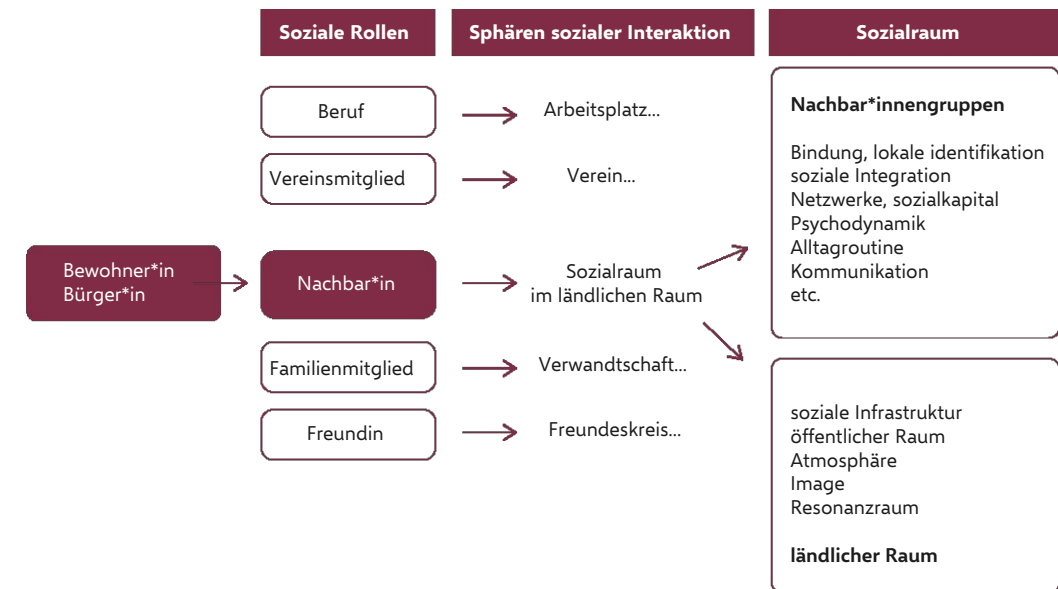 Soziale Rollen
Sphären sozialer Interaktion
Sozialraum
Bewohner*in
Bürger*in
Beruf
Arbeitsplatz...
Vereinsmitglied
Verein...
Nachbar*in
Sozialraum
im ländlichen Raum
Familienmitglied
Verwandtschaft...
Freundin
Freundeskreis...
Nachbar*innengruppen
Bindung, lokale identifikation
soziale Integration
Netzwerke, sozialkapital
Psychodynamik
Alltagroutine
Kommunikation
etc.
soziale Infrastruktur
öffentlicher Raum
Atmosphäre
Image
Resonanzraum
ländlicher Raum